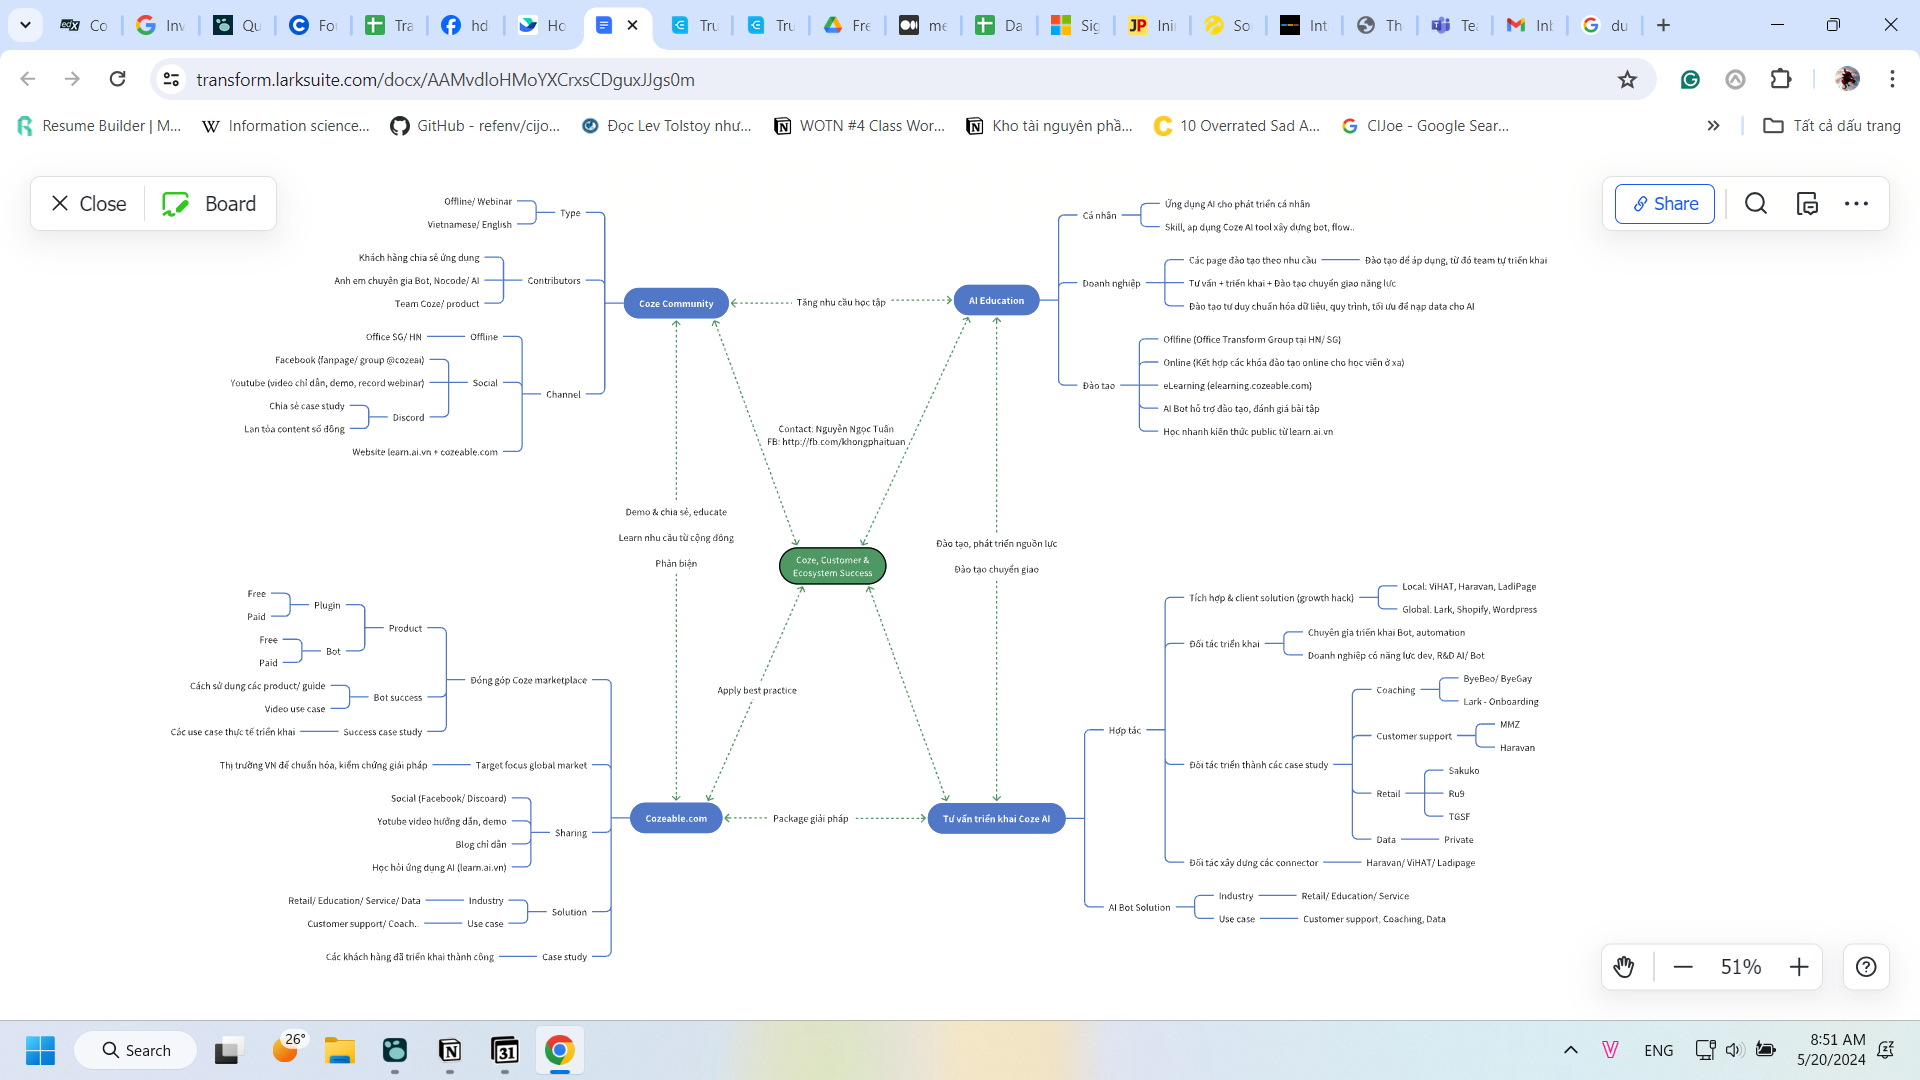 Co
Inv
Qu
Fo
Tra
hd
Ho
Tru
Tru
Fre
me
Da
Sig
Ini
So
Int
Th
Tea
Inb
du
transform.larksuite.com/docx/AAMvdloHMoYXCrxsCDguxJJgs0m
Resume Builder | M...
Information science...
GitHub - refenv/cijo...
Đọc Lev Tolstoy như...
WOTN #4 Class Wor...
Kho tài nguyên phầ...
10 Overrated Sad A...
CIJoe - Google Sear...
Tất cả dấu trang
Close
Board
Share
Offline/ Webinar
Vietnamese/ English
Type
Khách hàng chia sẻ ứng dụng
Anh em chuyên gia Bot, Nocode/ AI
Team Coze/ product
Contributors
Office SG/ HN
Offline
Facebook (fanpage/ group @cozeai)
Youtube (video chỉ dẫn, demo, record webinar)
Social
Chia sẻ case study
Lan tỏa content số đông
Discord
Channel
Website learn.ai.vn + cozeable.com
Coze Community
Tăng nhu cầu học tập
AI Education
Cá nhân
Ứng dụng AI cho phát triển cá nhân
Skill, áp dụng Coze AI tool xây dựng bot, flow..
Doanh nghiệp
Các page đào tạo theo nhu cầu
Đào tạo để áp dụng, từ đó team tự triển khai
Tư vấn + triển khai + Đào tạo chuyển giao năng lực
Đào tạo tư duy chuẩn hóa dữ liệu, quy trình, tối ưu để nạp data cho AI
Đào tạo
Oflfine (Office Transform Group tại HN/ SG)
Online (Kết hợp các khóa đào tạo online cho học viên ở xa)
eLearning (elearning.cozeable.com)
AI Bot hỗ trợ đào tạo, đánh giá bài tập
Học nhanh kiến thức public từ learn.ai.vn
Contact: Nguyễn Ngọc Tuấn
FB: http://fb.com/khongphaituan
Demo & chia sẻ, educate
Learn nhu cầu từ cộng đồng
Phản biện
Coze, Customer &
Ecosystem Success
Đào tạo, phát triển nguồn lực
Đào tạo chuyển giao
Apply best practice
Free
Paid
Plugin
Free
Paid
Bot
Product
Cách sử dụng các product/ guide
Video use case
Bot success
Các use case thực tế triển khai
Success case study
Đóng góp Coze marketplace
Thị trường VN để chuẩn hóa, kiểm chứng giải pháp
Target focus global market
Social (Facebook/ Discoard)
Yotube video hướng dẫn, demo
Blog chỉ dẫn
Học hỏi ứng dụng AI (learn.ai.vn)
Sharing
Retail/ Education/ Service/ Data
Industry
Customer support/ Coach..
Use case
Solution
Các khách hàng đã triển khai thành công
Case study
Cozeable.com
Package giải pháp
Tư vấn triển khai Coze AI
Hợp tác
Tích hợp & client solution (growth hack)
Local: ViHAT, Haravan, LadiPage
Global: Lark, Shopify, Wordpress
Đối tác triển khai
Chuyên gia triển khai Bot, automation
Doanh nghiệp có năng lực dev, R&D AI/ Bot
Đối tác triển thành các case study
Coaching
ByeBeo/ ByeGay
Lark - Onboarding
Customer support
MMZ
Haravan
Retail
Sakuko
Ru9
TGSF
Data
Private
Đối tác xây dựng các connector
Haravan/ ViHAT/ Ladipage
AI Bot Solution
Industry
Retail/ Education/ Service
Use case
Customer support, Coaching, Data
51%
Search
26°
31
ENG
8:51 AM
5/20/2024